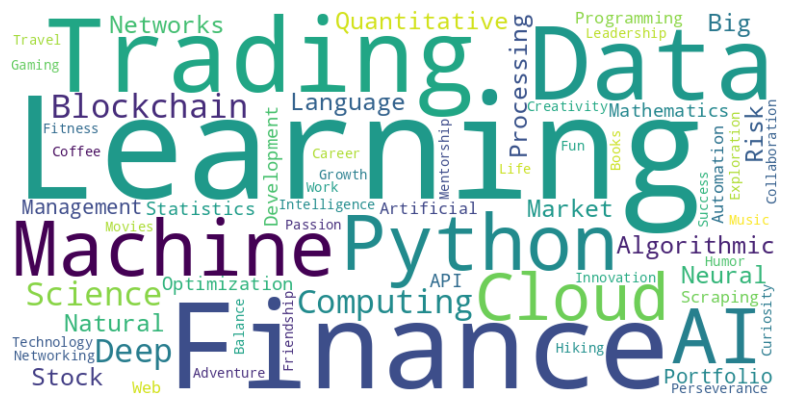 Trading
Data
Learning
Networks
Quantitative
Programming
Leadership
Big
Travel
Gaming
Blockchain
Language
Processing
Creativity
Mathematics
Risk
Collaboration
Fitness
Coffee
Development
Career
Growth
Work
Mentorship
Life
Fun
Books
Success
Automation
Exploration
Music
Management
Statistics
Intelligence
Artificial
Passion
Market
Movies
Machine
Python
Algorithmic
Humor
Neural
Scraping
Curiosity
Science
Optimization
Computing
API
Cloud
Innovation
Natural
Balance
Friendship
Finance
AI
Technology
Networking
Deep
Stock
Adventure
Web
Hiking
Portfolio
Perseverance